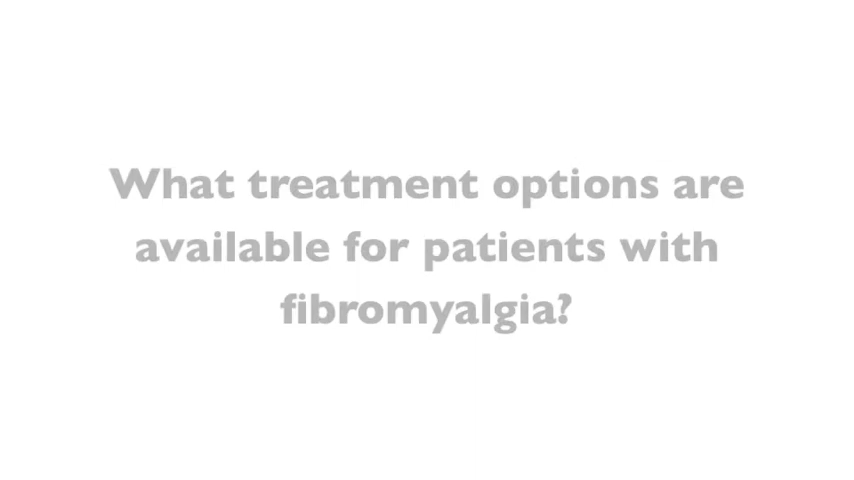 What treatment options are
available for patients with
fibromyalgia?